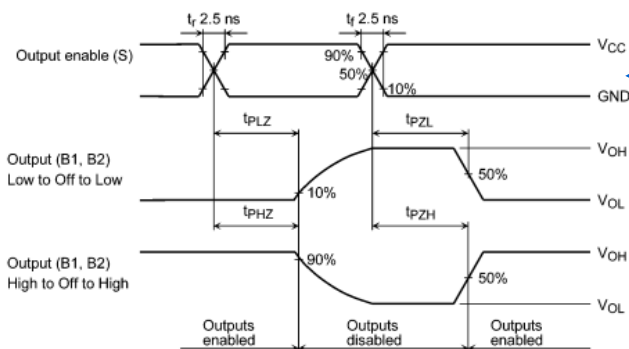 tr 2.5 ns
tf 2.5 ns
Output enable (S)
90%
50%
10%
VCC
GND
tPLZ
tPZL
Output (B1, B2)
Low to Off to Low
10%
50%
VOH
VOL
tPHZ
tPZH
Output (B1, B2)
High to Off to High
90%
50%
VOH
VOL
Outputs
enabled
Outputs
disabled
Outputs
enabled